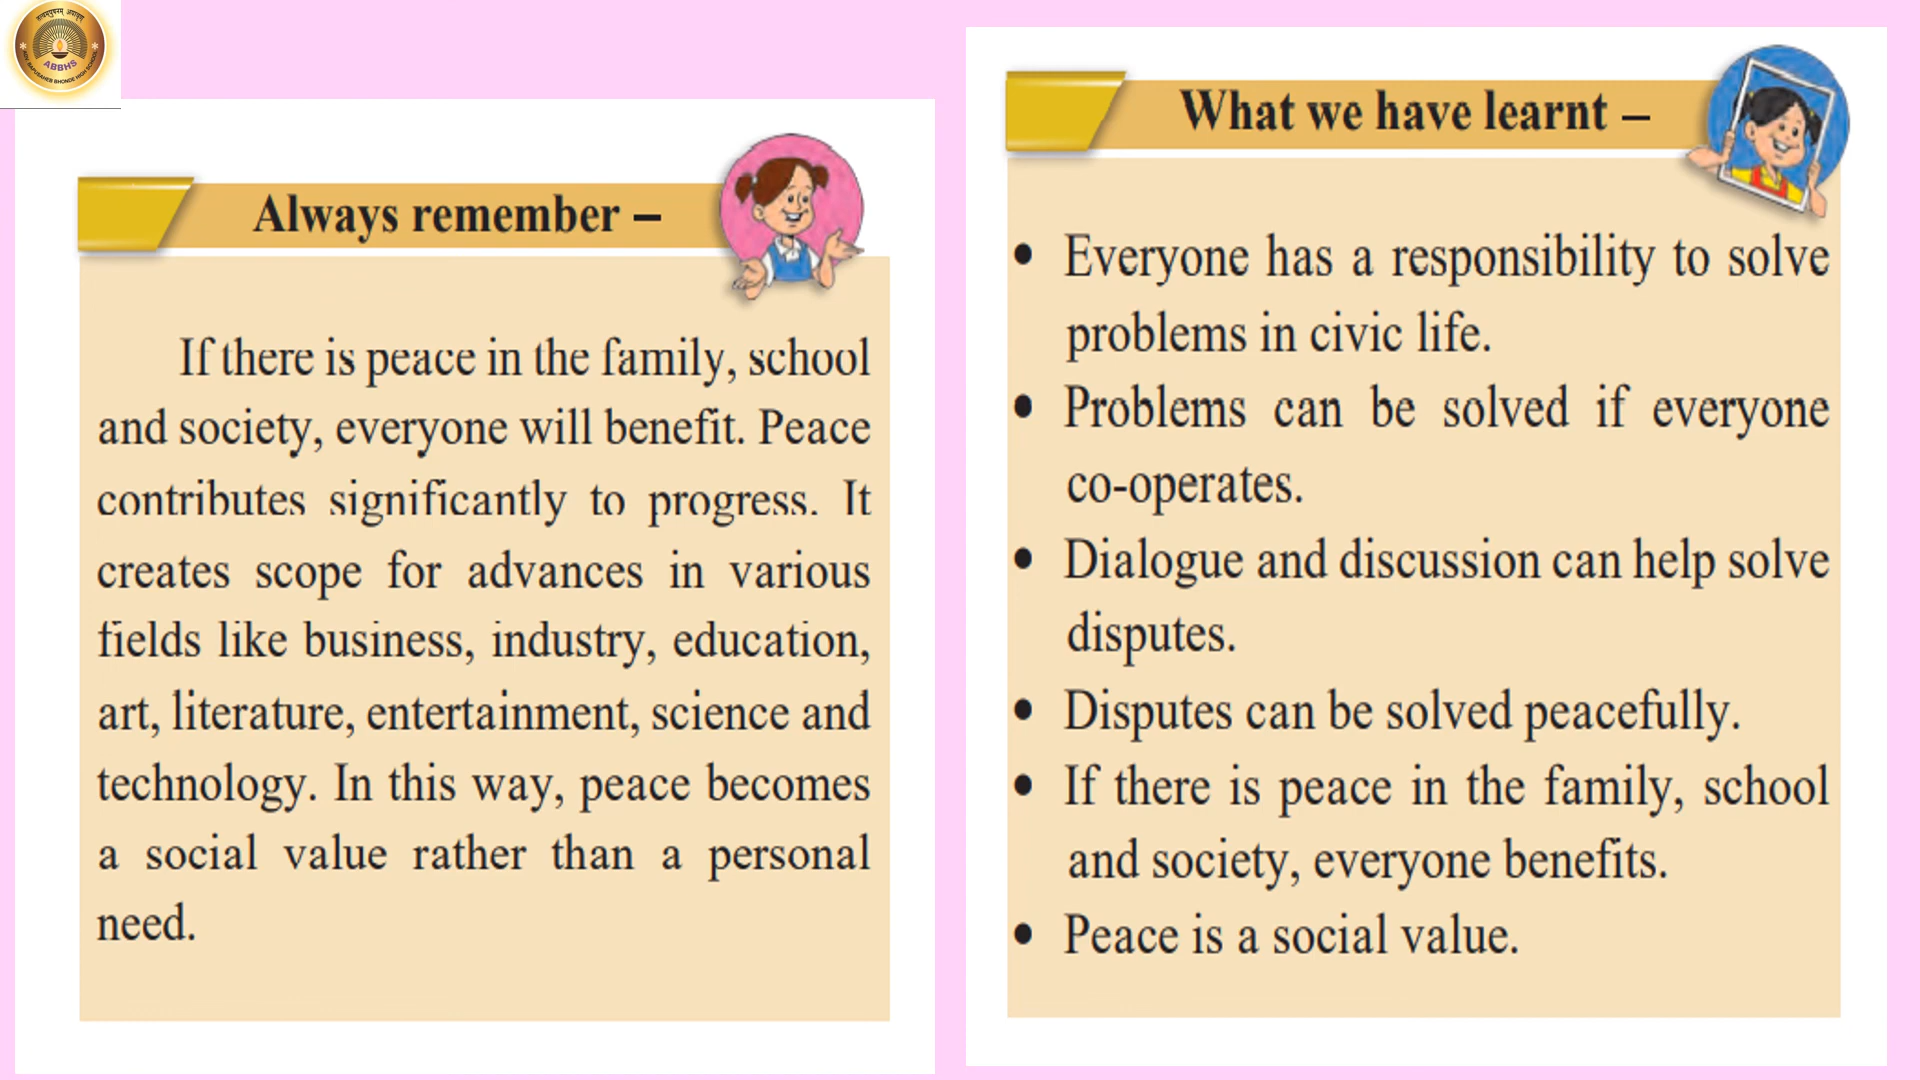 ABBHS
Always remember –
If there is peace in the family, school
and society, everyone will benefit. Peace
contributes significantly to progress. It
creates scope for advances in various
fields like business, industry, education,
art, literature, entertainment, science and
technology. In this way, peace becomes
a social value rather than a personal
need.
What we have learnt –
• Everyone has a responsibility to solve
problems in civic life.
• Problems can be solved if everyone
co-operates.
• Dialogue and discussion can help solve
disputes.
• Disputes can be solved peacefully.
• If there is peace in the family, school
and society, everyone benefits.
• Peace is a social value.